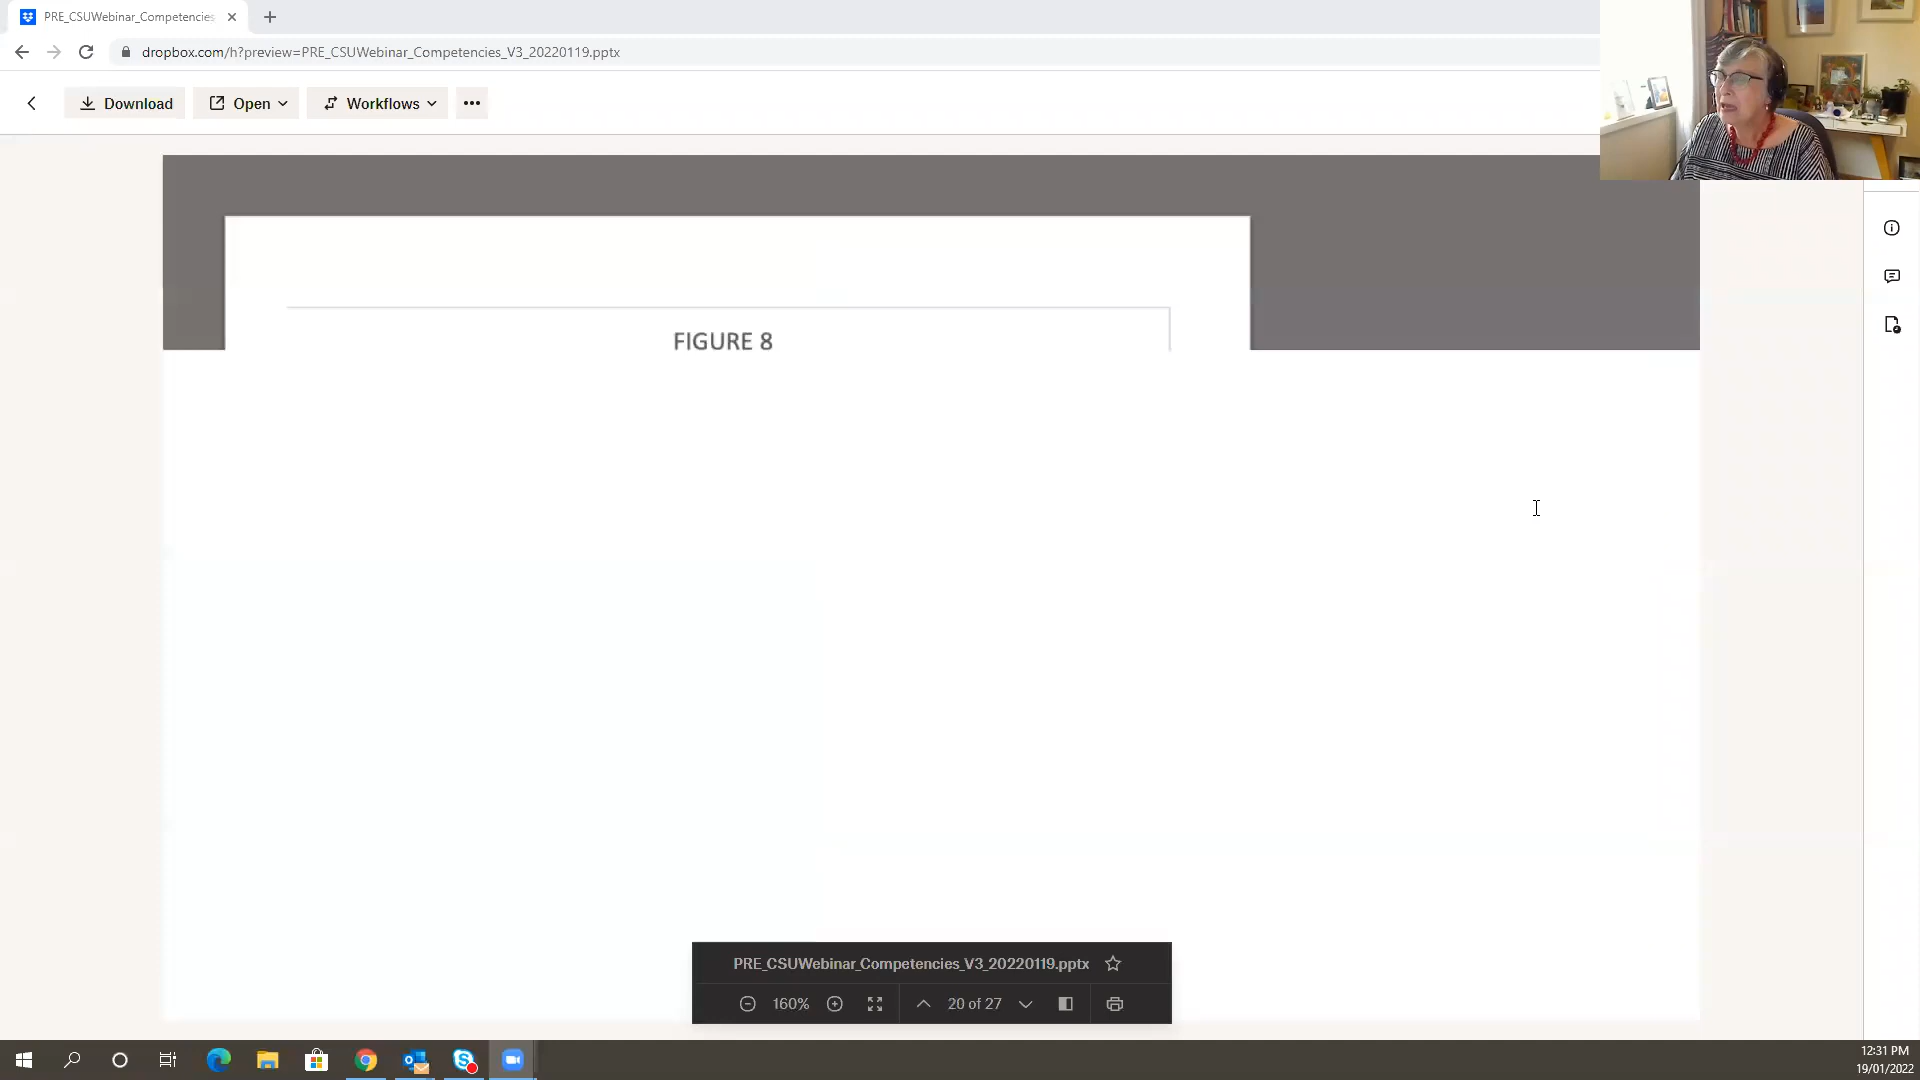 PRE_CSUWebinar_Competencies
dropbox.com/h?preview=PRE_CSUWebinar_Competencies_V3_20220119.pptx
Download
Open
Workflows
FIGURE 8
PRE_CSUWebinar_Competencies_V3_20220119.pptx
160%
20 of 27
12:31 PM
19/01/2022